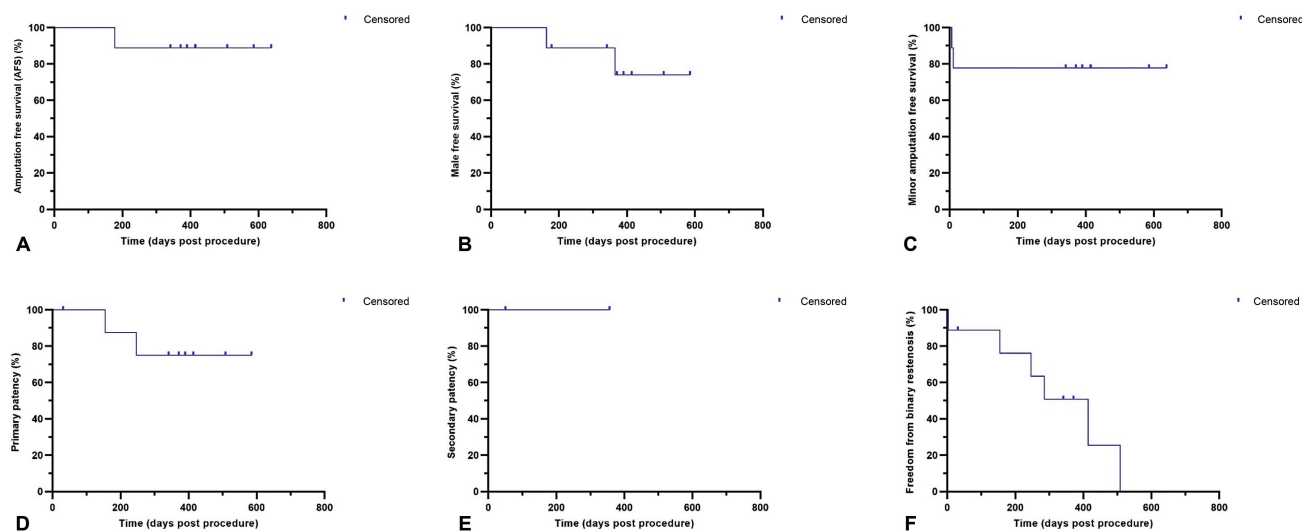 Censored
Amputation free survival (AFS) (%)
100
80
60
40
20
0
0 200 400 600 800
Time (days post procedure)
A
Censored
Male free survival (%)
100
80
60
40
20
0
0 200 400 600 800
Time (days post procedure)
B
Censored
Minor amputation free survival (%)
100
80
60
40
20
0
0 200 400 600 800
Time (days post procedure)
C
Censored
Primary patency (%)
100
80
60
40
20
0
0 200 400 600 800
Time (days post procedure)
D
Censored
Secondary patency (%)
100
80
60
40
20
0
0 200 400 600 800
Time (days post procedure)
E
Censored
Freedom from binary restenosis (%)
100
80
60
40
20
0
0 200 400 600 800
Time (days post procedure)
F